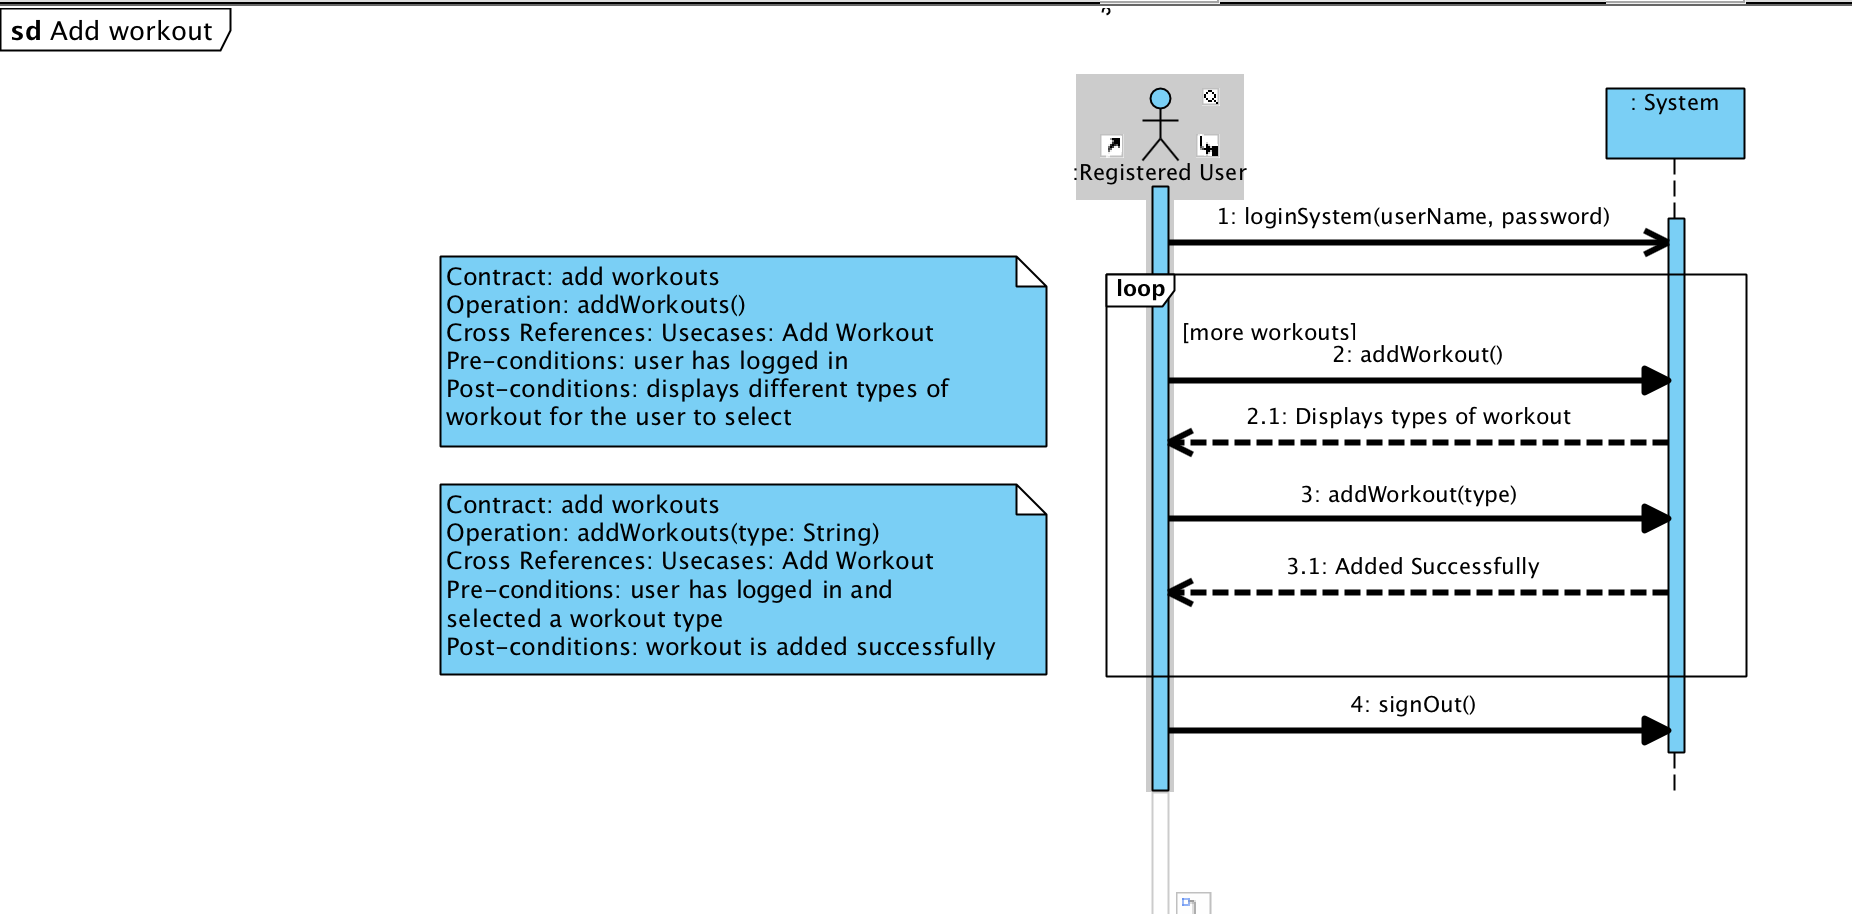 sd Add workout
:Registered User
: System
1: loginSystem(userName, password)
Contract: add workouts
Operation: addWorkouts()
Cross References: Usecases: Add Workout
Pre-conditions: user has logged in
Post-conditions: displays different types of
workout for the user to select
loop
[more workouts]
2: addWorkout()
2.1: Displays types of workout
Contract: add workouts
Operation: addWorkouts(type: String)
Cross References: Usecases: Add Workout
Pre-conditions: user has logged in and
selected a workout type
Post-conditions: workout is added successfully
3: addWorkout(type)
3.1: Added Successfully
4: signOut()